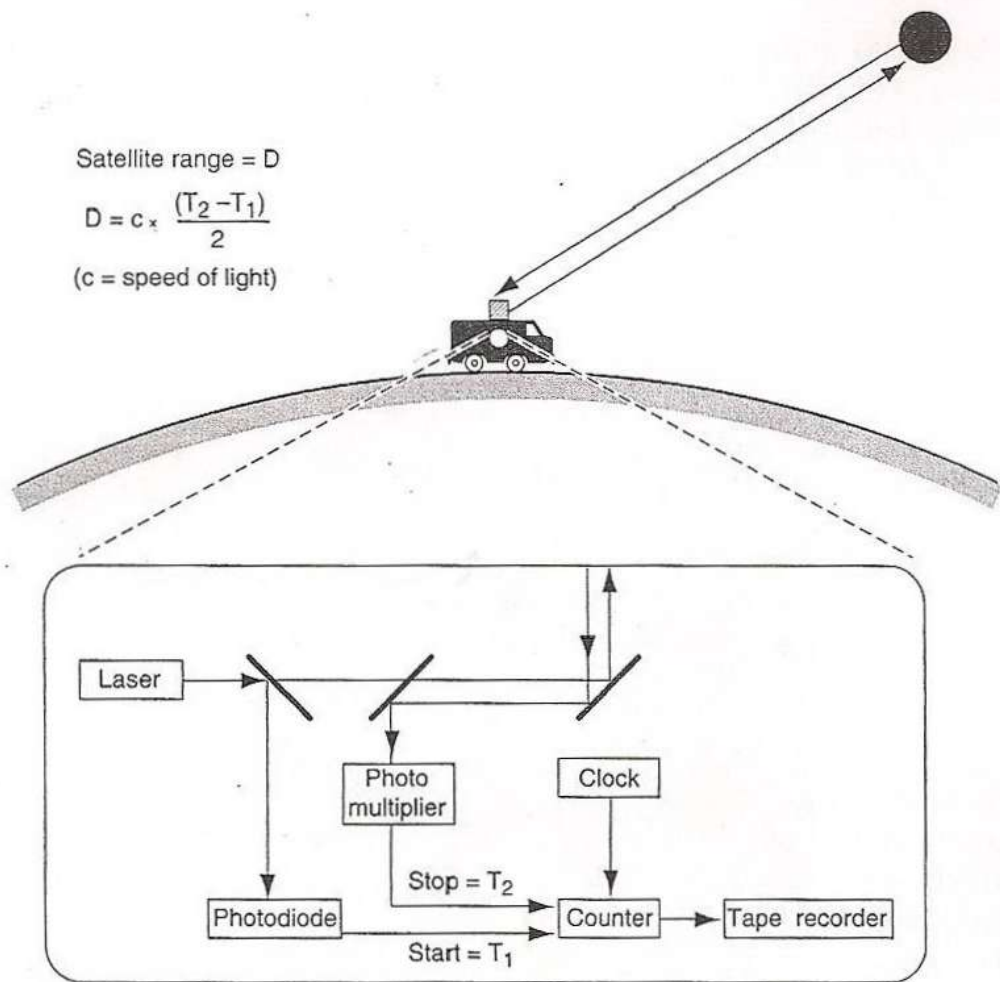 Satellite range = D
D = c x (T₂ – T₁)
2
(c = speed of light)
Laser
Photo
multiplier
Clock
Stop = T₂
Photodiode
Counter
Tape recorder
Start = T₁